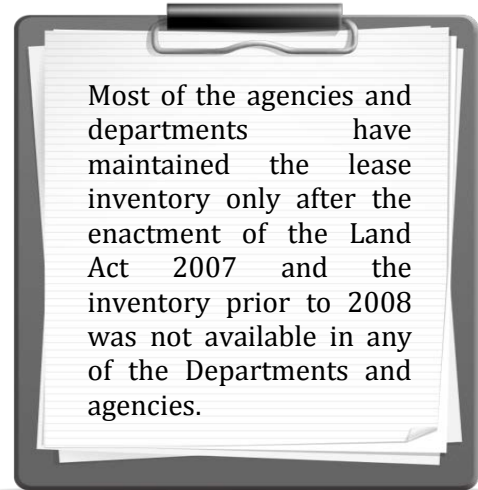 Most of the agencies and
departments have
maintained the lease
inventory only after the
enactment of the Land
Act 2007 and the
inventory prior to 2008
was not available in any
of the Departments and
agencies.